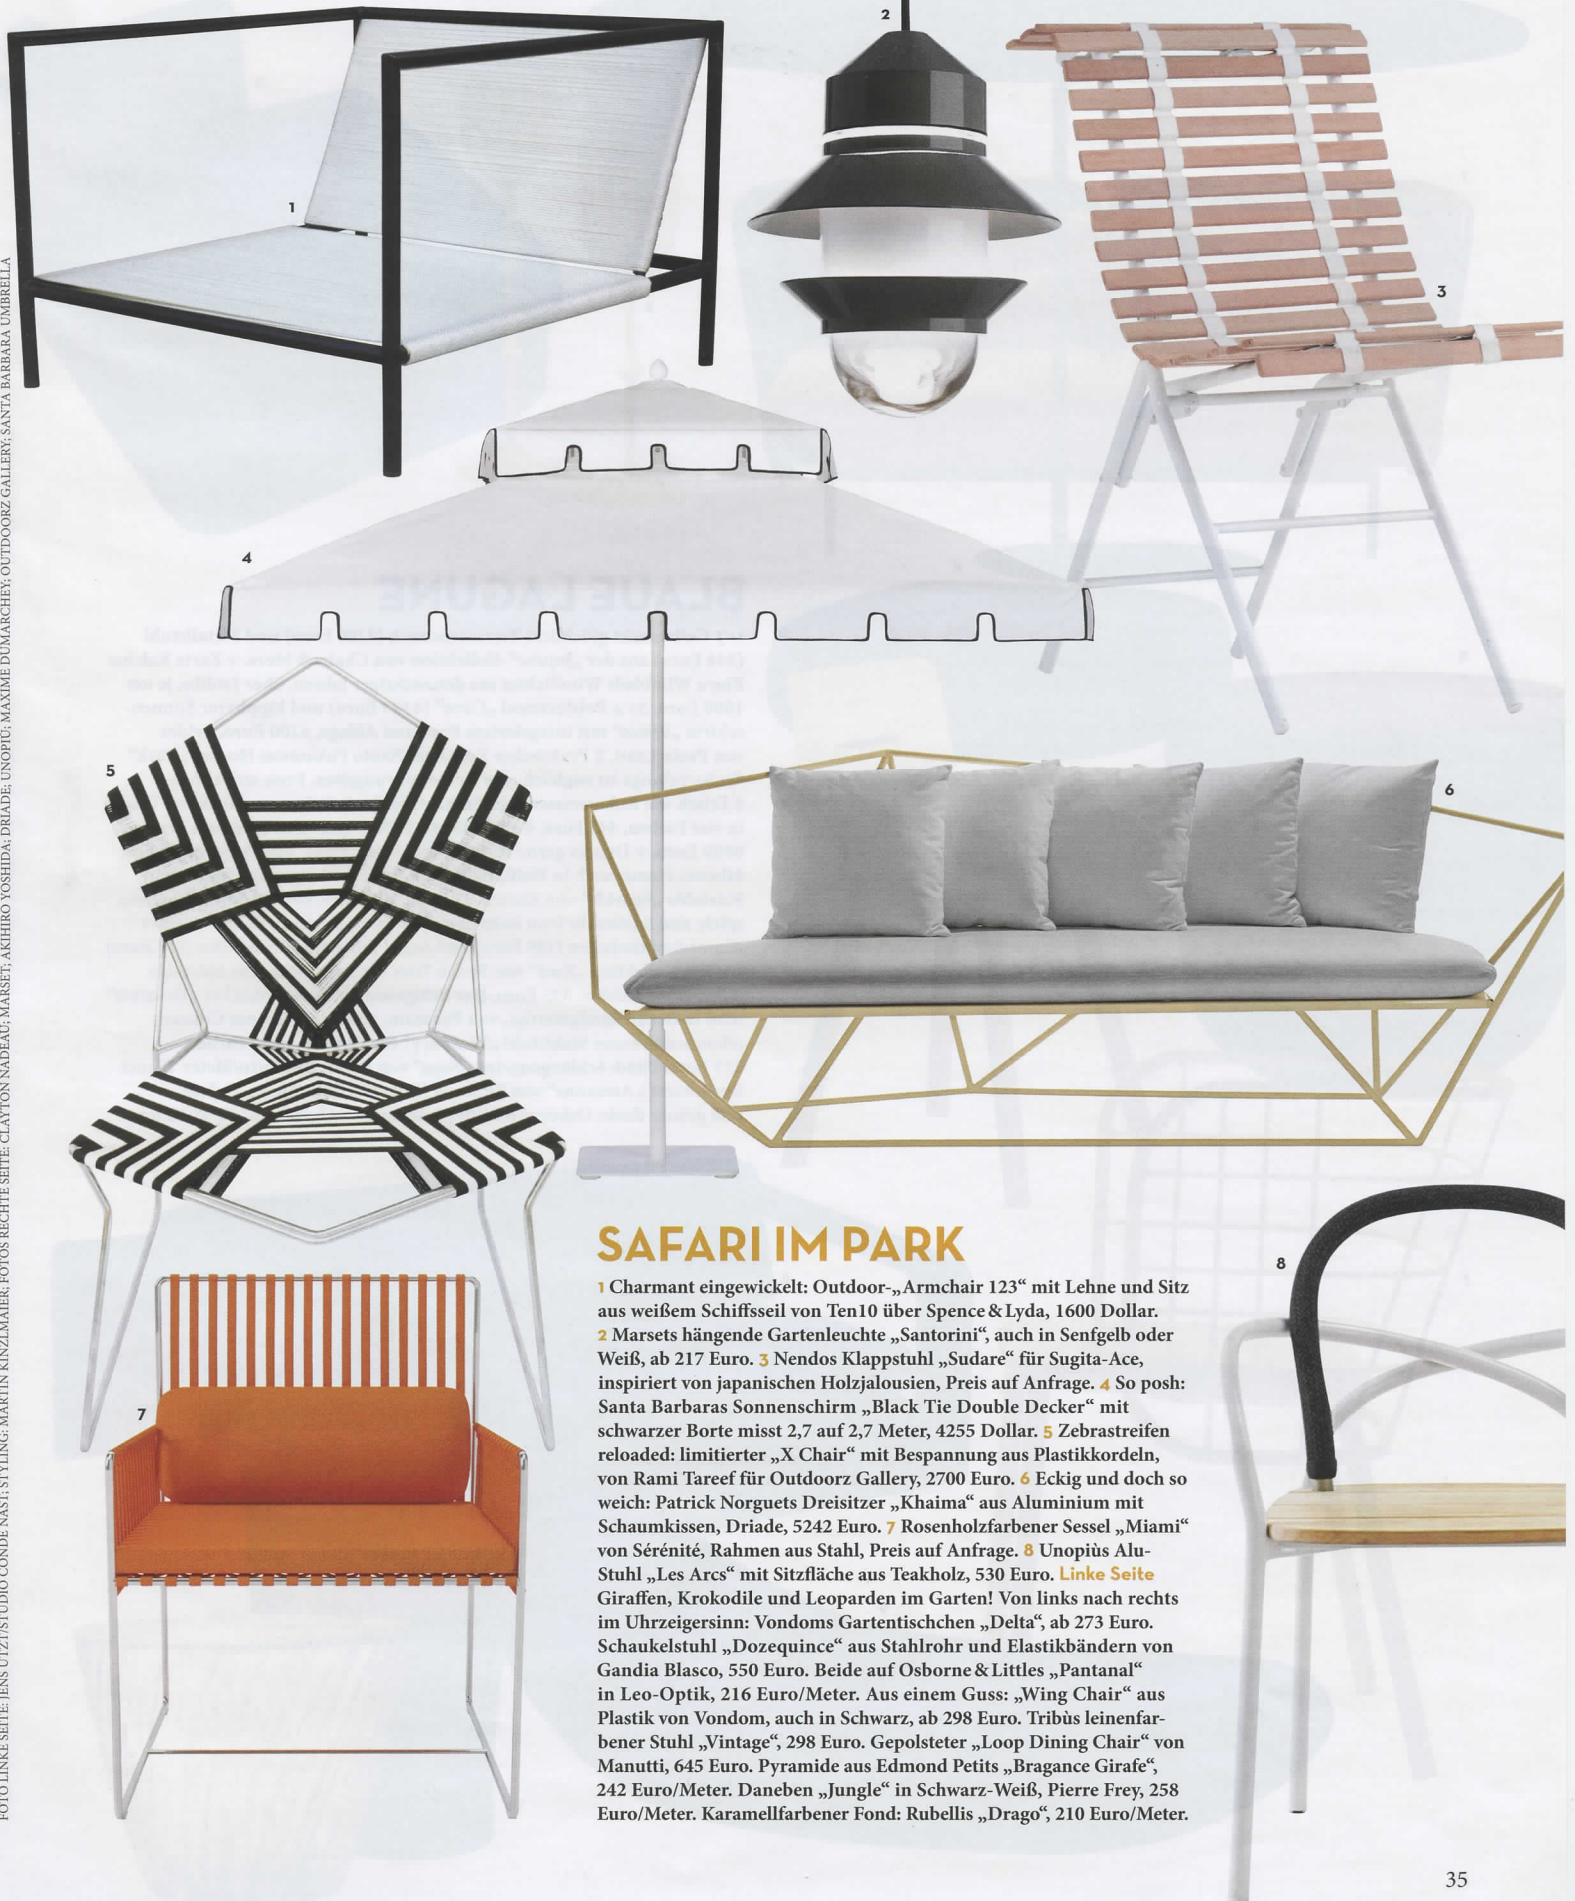 1
2
3
4
5
6
7
8
SAFARI IM PARK
1 Charmant eingewickelt: Outdoor-„Armchair 123“ mit Lehne und Sitz
aus weißem Schiffsseil von Ten10 über Spence & Lyda, 1600 Dollar.
2 Marsets hängende Gartenleuchte „Santorini“, auch in Senfgelb oder
Weiß, ab 217 Euro. 3 Nendos Klappstuhl „Sudare“ für Sugita-Ace,
inspiriert von japanischen Holzjalousien, Preis auf Anfrage. 4 So posh:
Santa Barbaras Sonnenschirm „Black Tie Double Decker“ mit
schwarzer Borte misst 2,7 auf 2,7 Meter, 4255 Dollar. 5 Zebrastreifen
reloaded: limitierter „X Chair“ mit Bespannung aus Plastikkordeln,
von Rami Tareef für Outdoorz Gallery, 2700 Euro. 6 Eckig und doch so
weich: Patrick Norguets Dreisitzer „Khaima“ aus Aluminium mit
Schaumkissen, Driade, 5242 Euro. 7 Rosenholzfarbener Sessel „Miami“
von Sérénité, Rahmen aus Stahl, Preis auf Anfrage. 8 Unopiùs Alu-
Stuhl „Les Arcs“ mit Sitzfläche aus Teakholz, 530 Euro. Linke Seite
Giraffen, Krokodile und Leoparden im Garten! Von links nach rechts
im Uhrzeigersinn: Vondoms Gartentischchen „Delta“, ab 273 Euro.
Schaukelstuhl „Dozequince“ aus Stahlrohr und Elastikbändern von
Gandia Blasco, 550 Euro. Beide auf Osborne & Littles „Pantanal“
in Leo-Optik, 216 Euro/Meter. Aus einem Guss: „Wing Chair“ aus
Plastik von Vondom, auch in Schwarz, ab 298 Euro. Tribùs leinenfar-
bener Stuhl „Vintage“, 298 Euro. Gepolsteter „Loop Dining Chair“ von
Manutti, 645 Euro. Pyramide aus Edmond Petits „Bragance Girafe“,
242 Euro/Meter. Daneben „Jungle“ in Schwarz-Weiß, Pierre Frey, 258
Euro/Meter. Karamellfarbener Fond: Rubellis „Drago“, 210 Euro/Meter.
35
FOTO LINKE SEITE: JENS UTZT/STUDIO CONDÉ NAST; STYLING: MARTIN KINZLMAIER; FOTOS RECHTE SEITE: CLAYTON NADEAU; MARSET; AKIHIRO YOSHIDA; DRIADE; UNOPIÙ; MAXIME DUMARCHEY; OUTDOORZ GALLERY; SANTA BARBARA UMBRELLA
BLAUE LAGUNE